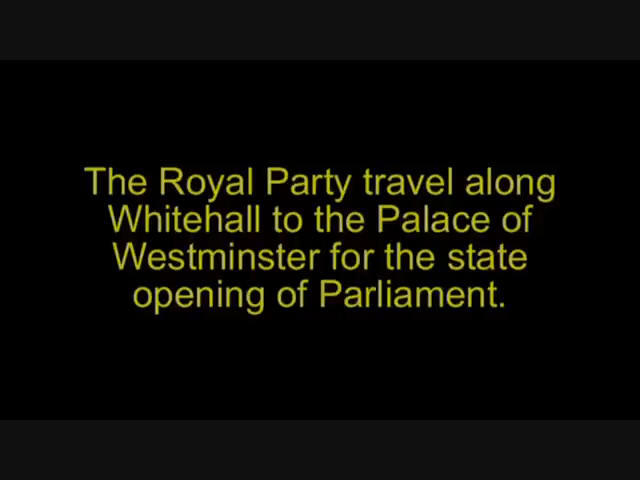 The Royal Party travel along
Whitehall to the Palace of
Westminster for the state
opening of Parliament.